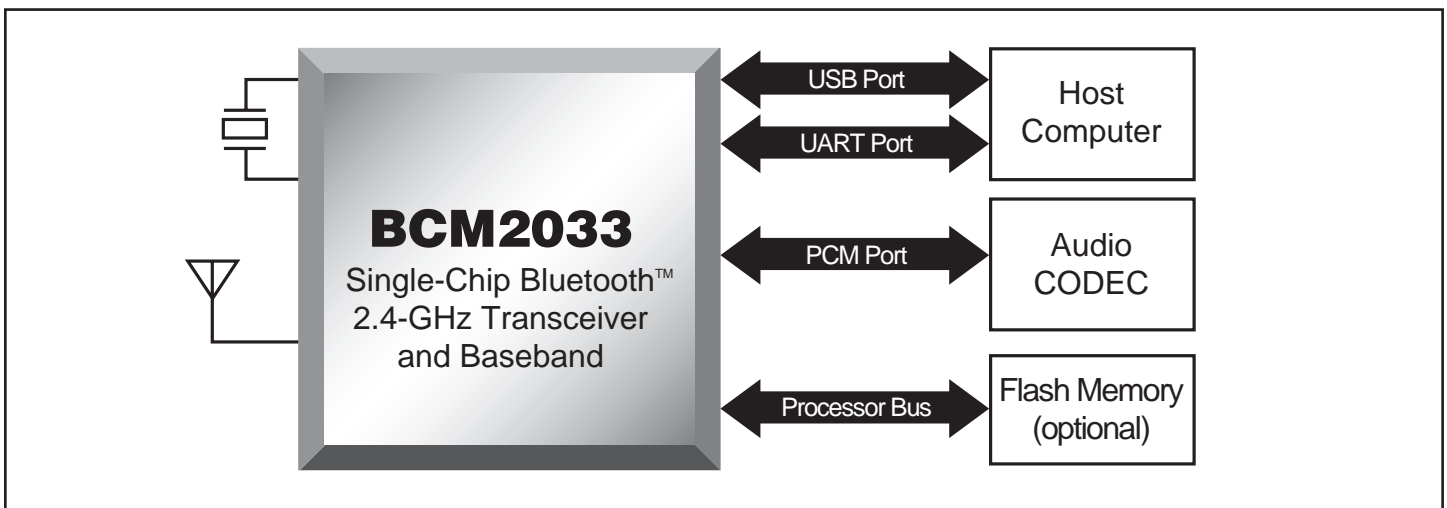 BCM2033
Single-Chip Bluetooth™
2.4-GHz Transceiver
and Baseband
USB Port
UART Port
Host
Computer
PCM Port
Audio
CODEC
Processor Bus
Flash Memory
(optional)